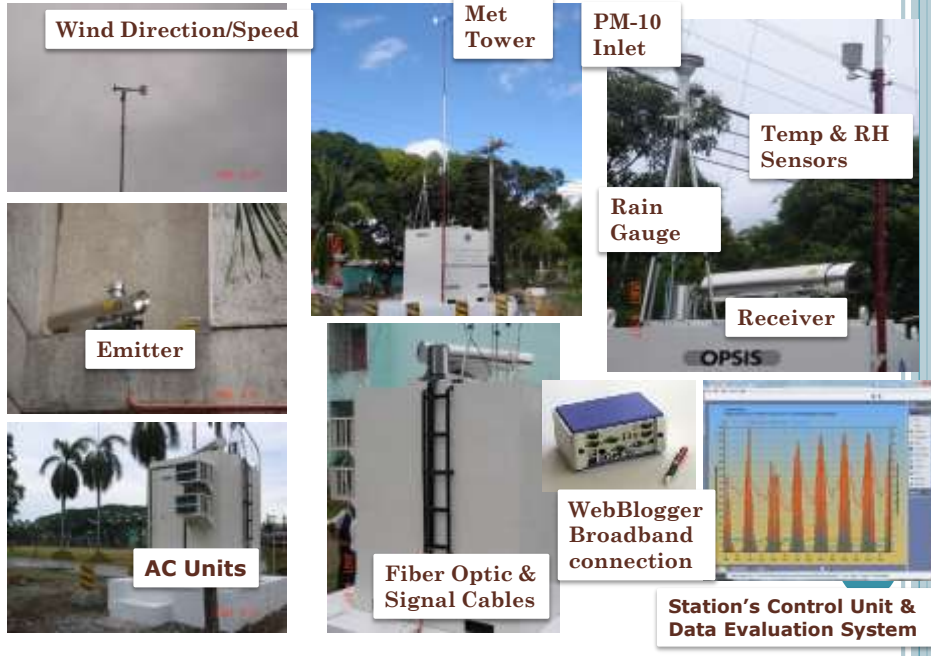 Wind Direction/Speed
Met
Tower
PM-10
Inlet
Temp & RH
Sensors
Rain
Gauge
Receiver
OPSIS
Emitter
AC Units
Fiber Optic &
Signal Cables
WebBlogger
Broadband
connection
Station's Control Unit &
Data Evaluation System